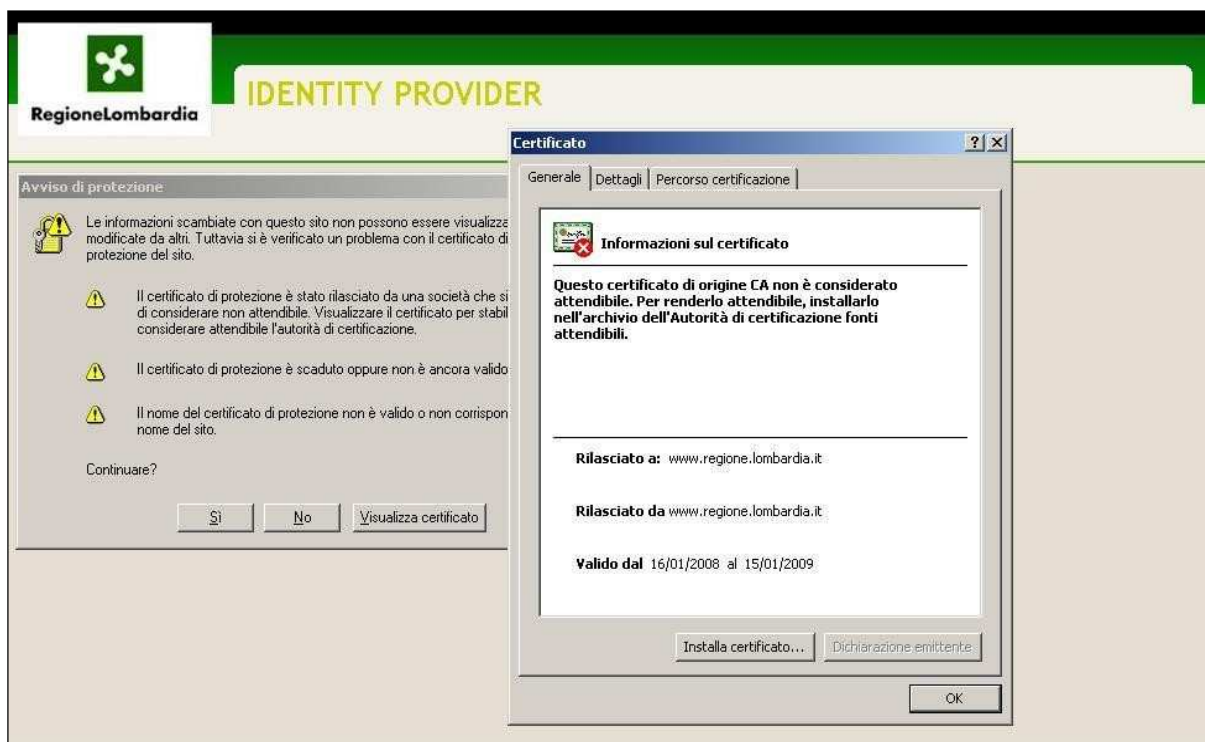 RegioneLombardia
IDENTITY PROVIDER
Avviso di protezione
Le informazioni scambiate con questo sito non possono essere visualizza
modificate da altri. Tuttavia si è verificato un problema con il certificato di
protezione del sito.
Il certificato di protezione è stato rilasciato da una società che si
di considerare non attendibile. Visualizzare il certificato per stabil
considerare attendibile l'autorità di certificazione.
Il certificato di protezione è scaduto oppure non è ancora valido
Il nome del certificato di protezione non è valido o non corrispon
nome del sito.
Continuare?
Sì No Visualizza certificato
Certificato
Generale Dettagli Percorso certificazione
Informazioni sul certificato
Questo certificato di origine CA non è considerato
attendibile. Per renderlo attendibile, installarlo
nell'archivio dell'Autorità di certificazione fonti
attendibili.
Rilasciato a: www.regione.lombardia.it
Rilasciato da www.regione.lombardia.it
Valido dal 16/01/2008 al 15/01/2009
Installa certificato... Dichiarazione emittente
OK